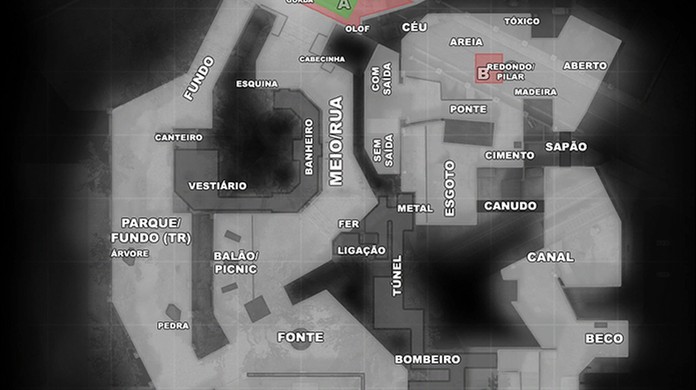 GORDA
A
OLOF
CÉU
TÓXICO
AREIA
CABECINHA
FUNDO
ESQUINA
COM
SAÍDA
B
REDONDO/
PILAR
ABERTO
MADEIRA
PONTE
MEIO/RUA
BANHEIRO
CANTEIRO
SEM
SAÍDA
CIMENTO
SAPÃO
ESGOTO
VESTIÁRIO
METAL
CANUDO
PARQUE/
FUNDO (TR)
ÁRVORE
FER
LIGAÇÃO
BALÃO/
PICNIC
TÚNEL
CANAL
PEDRA
FONTE
BECO
BOMBEIRO